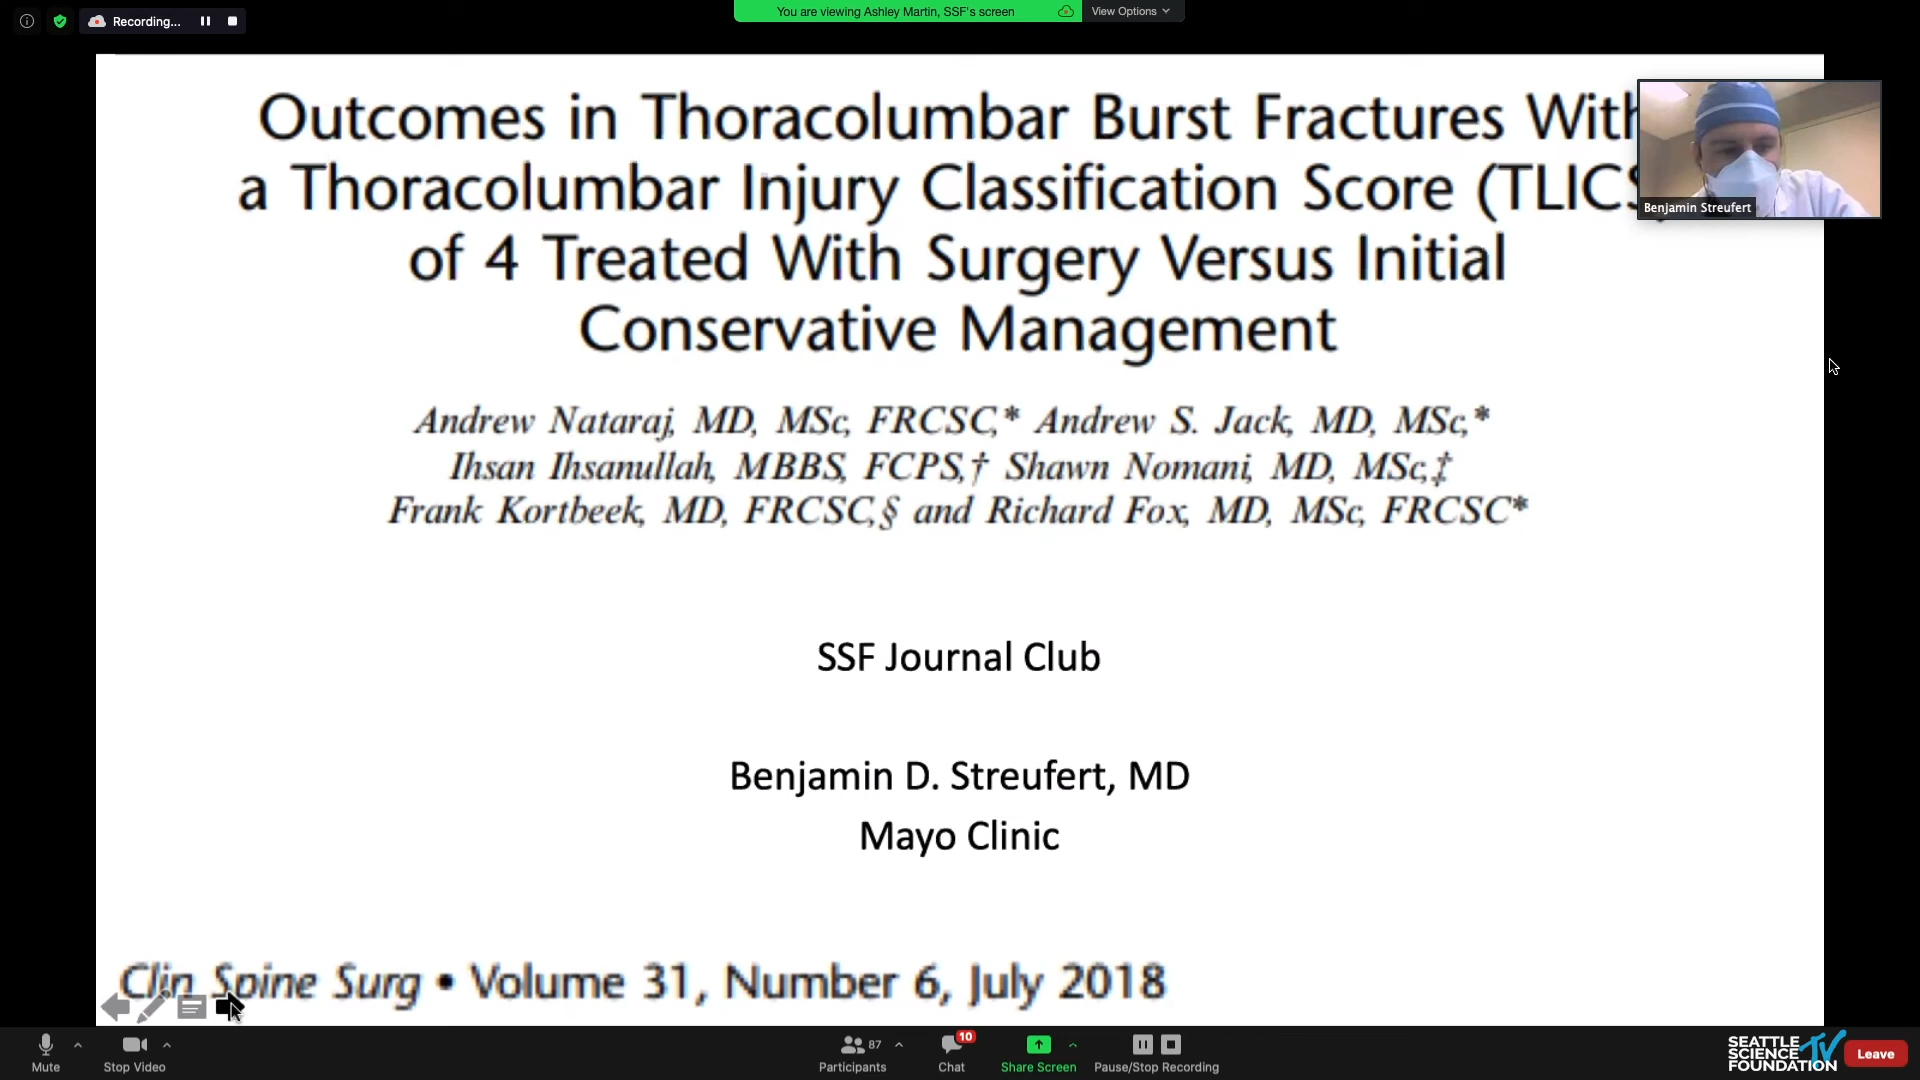 Recording...
You are viewing Ashley Martin, SSF's screen
View Options
Outcomes in Thoracolumbar Burst Fractures With
a Thoracolumbar Injury Classification Score (TLICS)
of 4 Treated With Surgery Versus Initial
Conservative Management
Benjamin Streufert
Andrew Nataraj, MD, MSc, FRCSC,* Andrew S. Jack, MD, MSc,*
Ihsan Ihsanullah, MBBS, FCPS,† Shawn Nomani, MD, MSc,‡
Frank Kortbeek, MD, FRCSC,§ and Richard Fox, MD, MSc, FRCSC*
SSF Journal Club
Benjamin D. Streufert, MD
Mayo Clinic
Clin Spine Surg • Volume 31, Number 6, July 2018
Mute
Stop Video
87
Participants
10
Chat
Share Screen
Pause/Stop Recording
SEATTLE
SCIENCE
FOUNDATION
TV
Leave